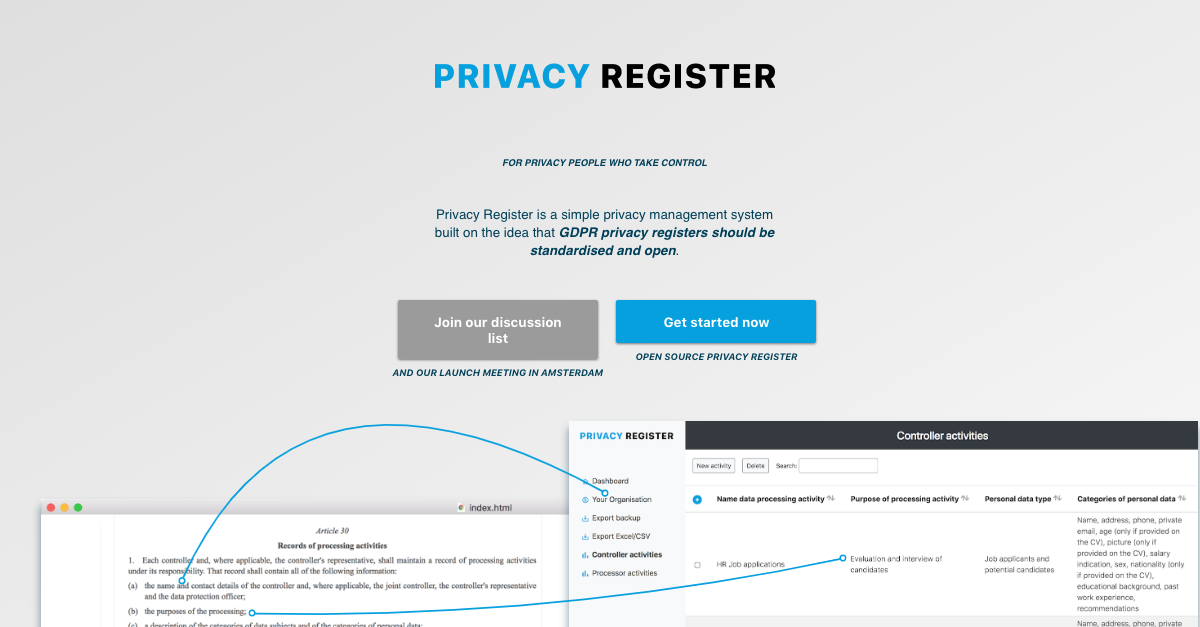 PRIVACY REGISTER
FOR PRIVACY PEOPLE WHO TAKE CONTROL
Privacy Register is a simple privacy management system
built on the idea that GDPR privacy registers should be
standardised and open.
Join our discussion
list
Get started now
AND OUR LAUNCH MEETING IN AMSTERDAM
OPEN SOURCE PRIVACY REGISTER
index.html
Article 30
Records of processing activities
1. Each controller and, where applicable, the controller's representative, shall maintain a record of processing activities
under its responsibility. That record shall contain all of the following information:
(a) the name and contact details of the controller and, where applicable, the joint controller, the controller's representative
and the data protection officer;
(b) the purposes of the processing;
(c) a description of the categories of data subjects and of the categories of personal data;
PRIVACY REGISTER
Dashboard
Your Organisation
Export backup
Export Excel/CSV
Controller activities
Processor activities
Controller activities
New activity Delete Search:
Name data processing activity Purpose of processing activity Personal data type Categories of personal data
HR Job applications
Evaluation and interview of
candidates
Job applicants and
potential candidates
Name, address, phone, private
email, age (only if provided on
the CV), picture (only if
provided on the CV), salary
indication, sex, nationality (only
if provided on the CV),
educational background, past
work experience,
recommendations
Name, address, phone, private